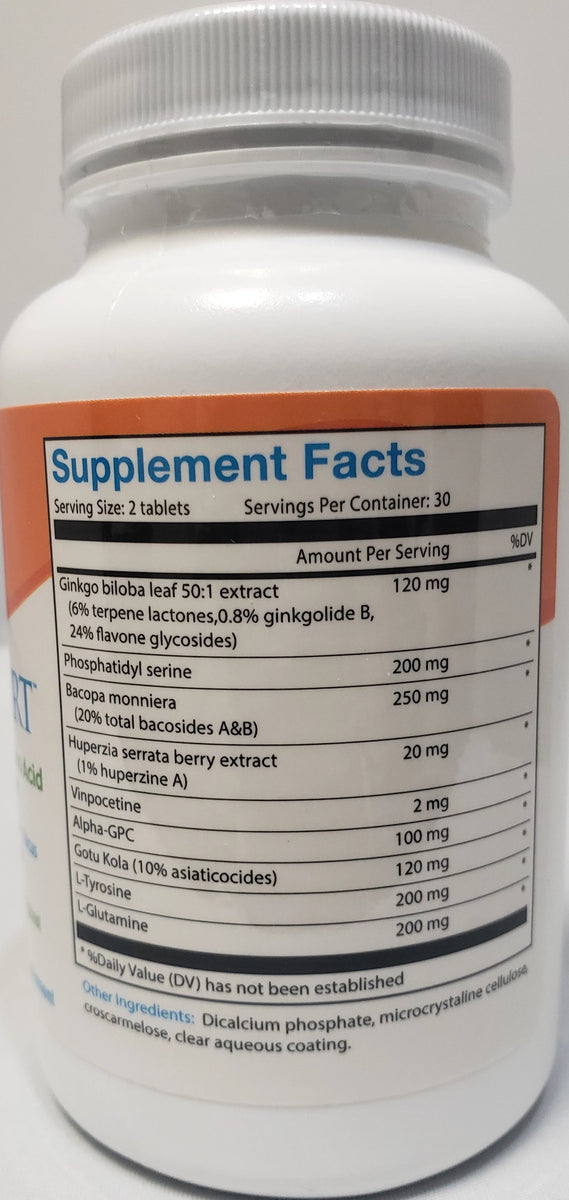 Supplement Facts
Serving Size: 2 tablets Servings Per Container: 30
Amount Per Serving %DV
Ginkgo biloba leaf 50:1 extract 120 mg *
(6% terpene lactones,0.8% ginkgolide B,
24% flavone glycosides)
Phosphatidyl serine 200 mg *
Bacopa monniera 250 mg *
(20% total bacosides A&B)
Huperzia serrata berry extract 20 mg *
(1% huperzine A)
Vinpocetine 2 mg *
Alpha-GPC 100 mg *
Gotu Kola (10% asiaticocides) 120 mg *
L-Tyrosine 200 mg *
L-Glutamine 200 mg *
* %Daily Value (DV) has not been established
Other Ingredients: Dicalcium phosphate, microcrystaline cellulose,
croscarmelose, clear aqueous coating.
RT
Acid